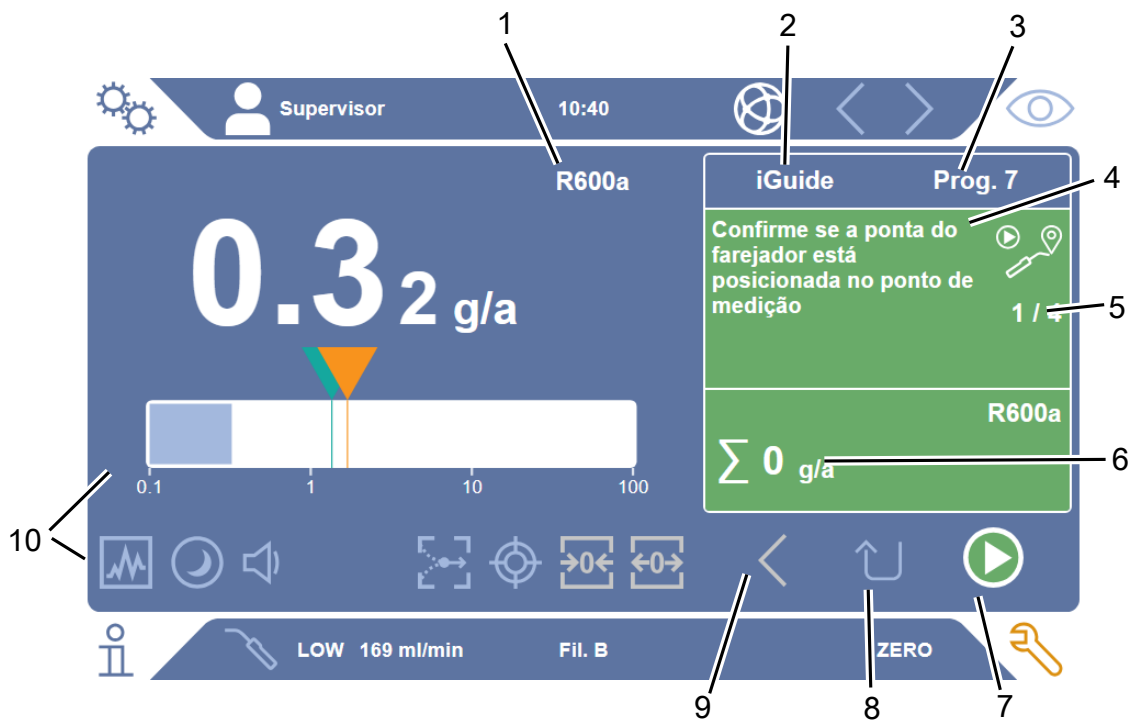 1
2
3
Supervisor
10:40
R600a
0.32 g/a
0.1
1
10
100
iGuide
Prog. 7
4
Confirme se a ponta do
farejador está
posicionada no ponto de
medição
1 / 4
5
R600a
∑ 0 g/a
6
10
→0←
←0→
LOW 169 ml/min
Fil. B
ZERO
9
8
7